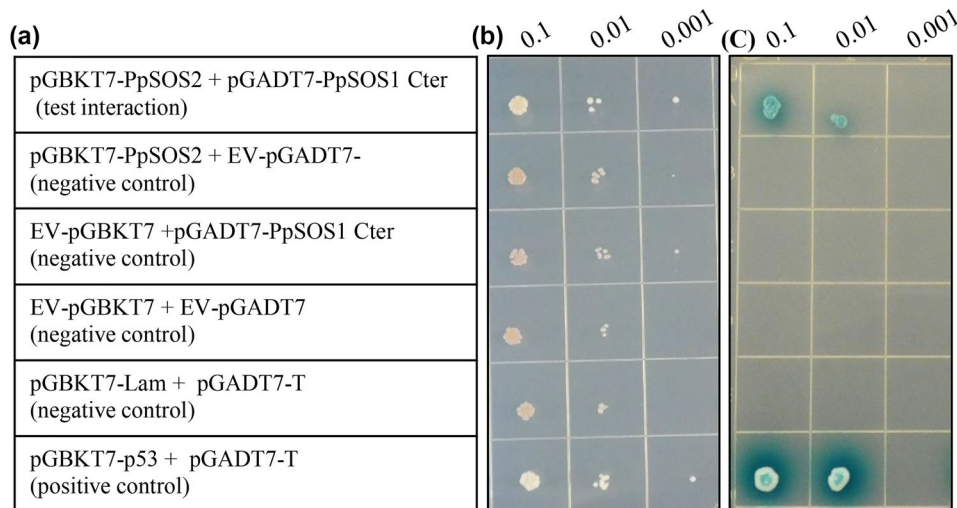 (a)
(b) 0.1 0.01 0.001
(C) 0.1 0.01 0.001
pGBKT7-PpSOS2 + pGADT7-PpSOS1 Cter
(test interaction)
pGBKT7-PpSOS2 + EV-pGADT7-
(negative control)
EV-pGBKT7 +pGADT7-PpSOS1 Cter
(negative control)
EV-pGBKT7 + EV-pGADT7
(negative control)
pGBKT7-Lam + pGADT7-T
(negative control)
pGBKT7-p53 + pGADT7-T
(positive control)